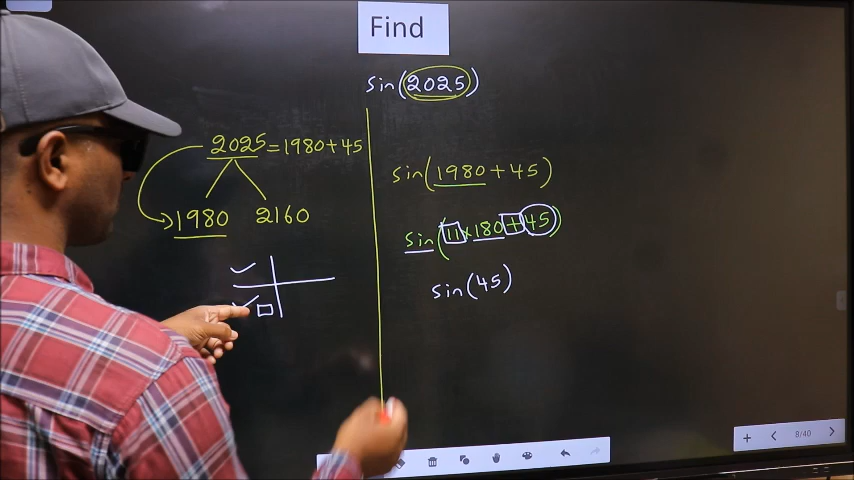 Find
sin(2025)
2025=1980+45
1980 2160
sin(1980+45)
sin(11×180+45)
sin(45)
8/40